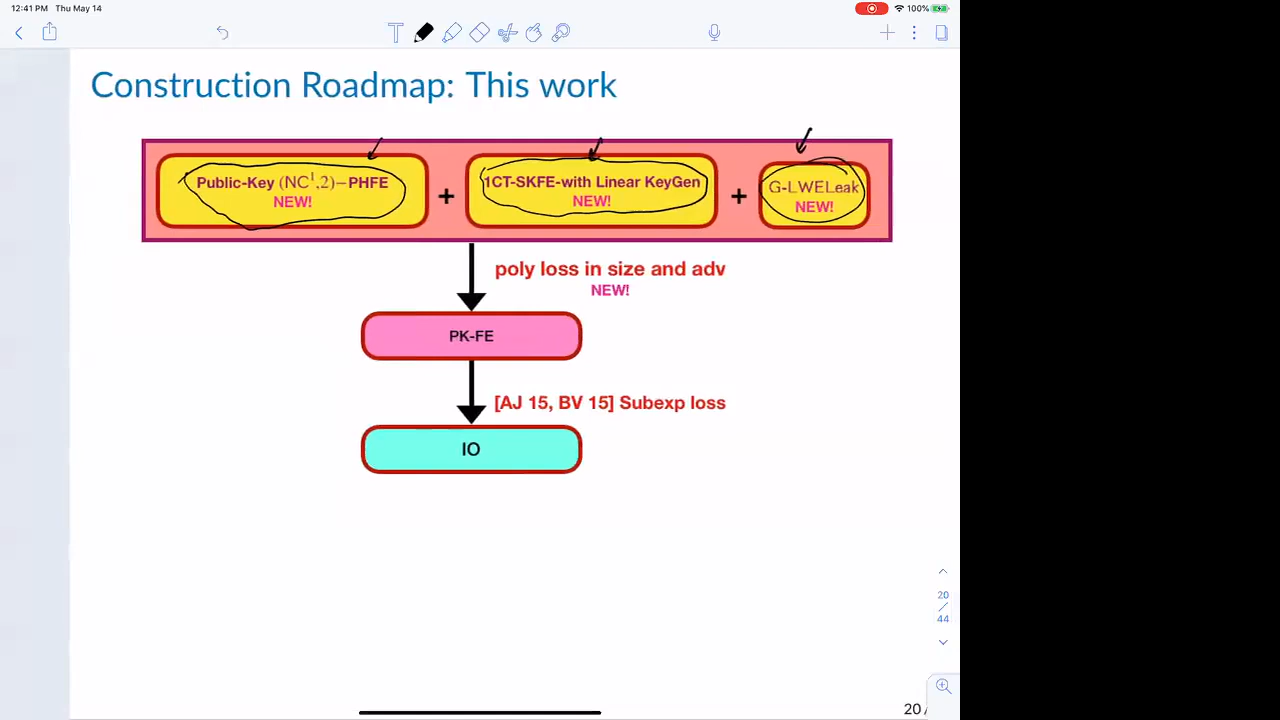 12:41 PM Thu May 14
100%
T
Construction Roadmap: This work
Public-Key (NC¹,2)−PHFE
NEW!
+
1CT-SKFE-with Linear KeyGen
NEW!
+
G-LWELeak
NEW!
poly loss in size and adv
NEW!
PK-FE
[AJ 15, BV 15] Subexp loss
IO
20
/
44
20/